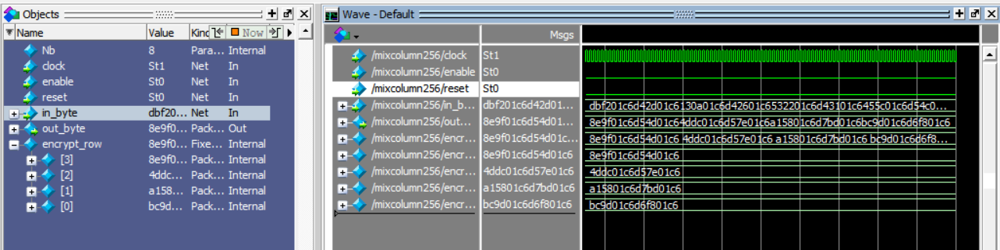 Objects
Wave - Default
Name Value Kind Now
Msgs
Nb 8 Para... Internal
clock St1 Net In
enable St0 Net In
reset St0 Net In
in_byte dbf20... Net In
out_byte 8e9f0... Pack... Out
encrypt_row 8e9f0... Fixe... Internal
[3] 8e9f0... Pack... Internal
[2] 4ddc... Pack... Internal
[1] a158... Pack... Internal
[0] bc9d... Pack... Internal
/mixcolumn256/clock St1
/mixcolumn256/enable St0
/mixcolumn256/reset St0
/mixcolumn256/in_b... dbf201c6d42d01... dbf201c6d42d01c6130a01c6d42601c6532201c6d43101c6455c01c6d54c0...
/mixcolumn256/out... 8e9f01c6d54d01... 8e9f01c6d54d01c64ddc01c6d57e01c6a15801c6d7bd01c6bc9d01c6d6f801c6
/mixcolumn256/encr... 8e9f01c6d54d01c... 8e9f01c6d54d01c6 4ddc01c6d57e01c6 a15801c6d7bd01c6 bc9d01c6d6f8...
/mixcolumn256/encr... 8e9f01c6d54d01c6 8e9f01c6d54d01c6
/mixcolumn256/encr... 4ddc01c6d57e01c6 4ddc01c6d57e01c6
/mixcolumn256/encr... a15801c6d7bd01c6 a15801c6d7bd01c6
/mixcolumn256/encr... bc9d01c6d6f801c6 bc9d01c6d6f801c6